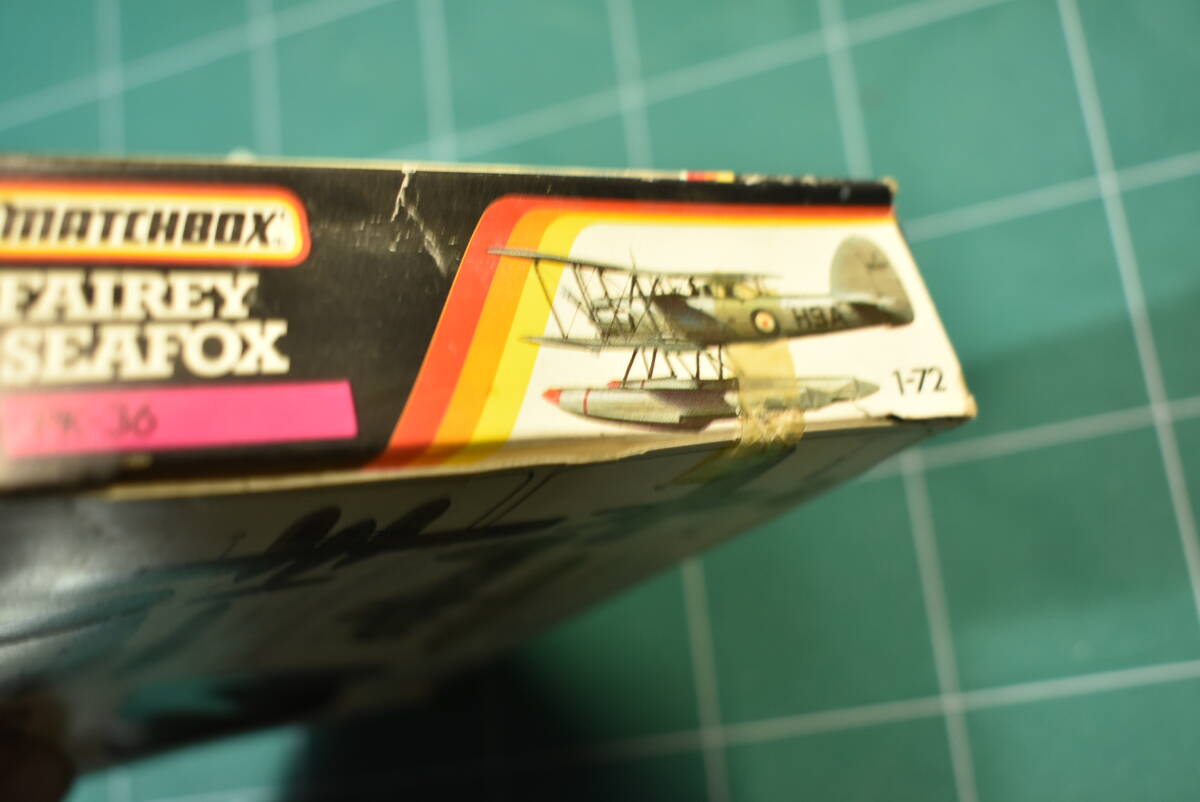 MATCHBOX
FAIREY
SEAFOX
PK-36
H9A
1-72